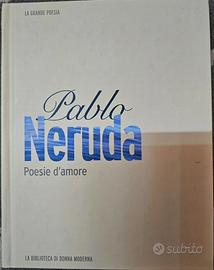 LA GRANDE POESIA
Pablo
Neruda
Poesie d'amore
LA BIBLIOTECA DI DONNA MODERNA
subito